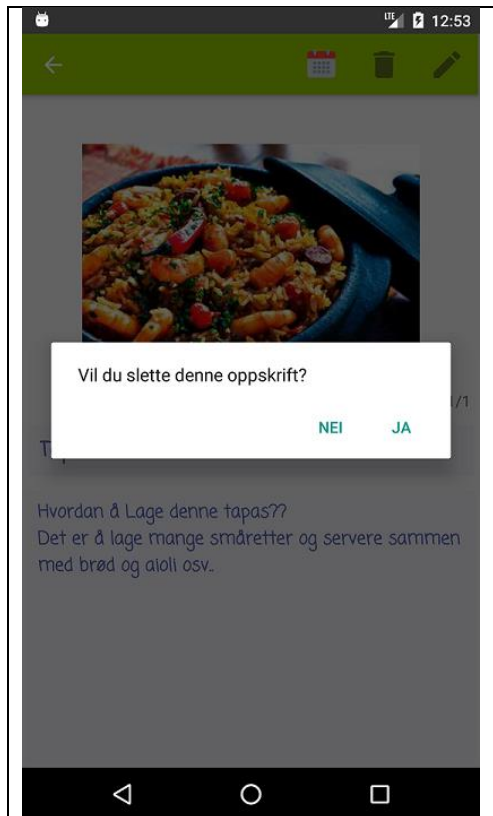 12:53
Vil du slette denne oppskrift?
/1
NEI JA
Hvordan å Lage denne tapas??
Det er å lage mange småretter og servere sammen
med brød og aioli osv..